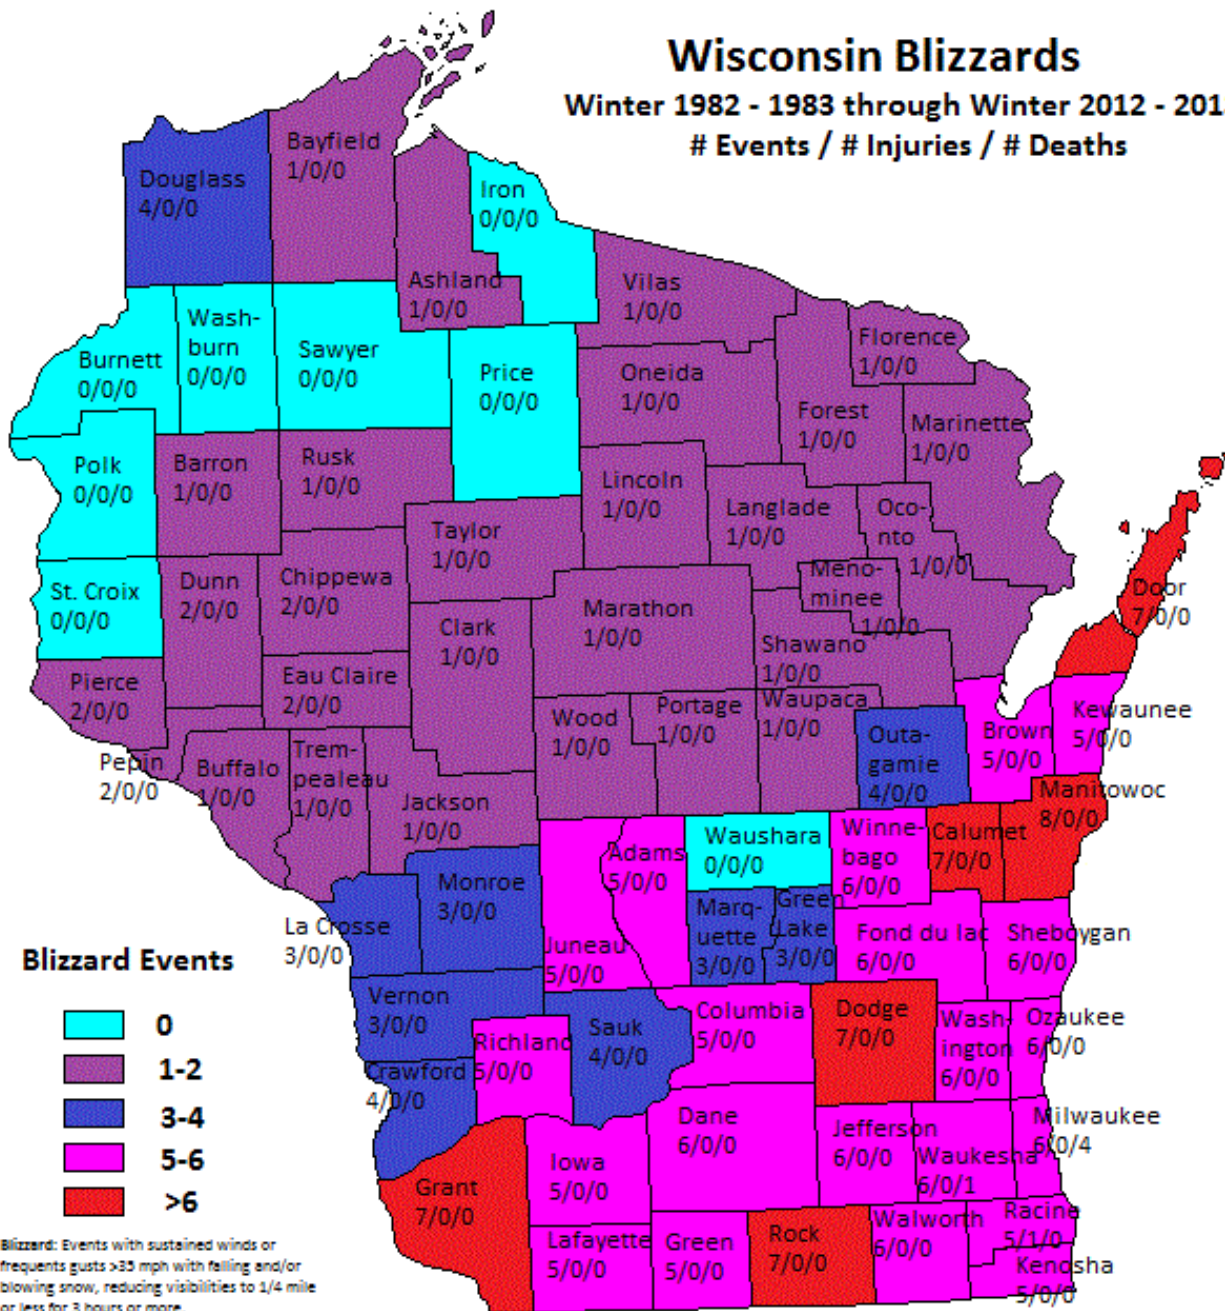 Wisconsin Blizzards
Winter 1982 - 1983 through Winter 2012 - 201
# Events / # Injuries / # Deaths
Bayfield
1/0/0
Douglass
4/0/0
Iron
0/0/0
Ashland
1/0/0
Vilas
1/0/0
Wash-
burn
0/0/0
Burnett
0/0/0
Sawyer
0/0/0
Price
0/0/0
Oneida
1/0/0
Florence
1/0/0
Forest
1/0/0
Marinette
1/0/0
Polk
0/0/0
Barron
1/0/0
Rusk
1/0/0
Lincoln
1/0/0
Langlade
1/0/0
Oco-
nto
1/0/0
Taylor
1/0/0
St. Croix
0/0/0
Dunn
2/0/0
Chippewa
2/0/0
Clark
1/0/0
Marathon
1/0/0
Meno-
minee
1/0/0
Shawano
1/0/0
Door
7/0/0
Pierce
2/0/0
Eau Claire
2/0/0
Pepin
2/0/0
Buffalo
1/0/0
Trem-
pealeau
1/0/0
Jackson
1/0/0
Wood
1/0/0
Portage
1/0/0
Waupaca
1/0/0
Outa-
gamie
4/0/0
Brown
5/0/0
Kewaunee
5/0/0
Manitowoc
8/0/0
Calumet
7/0/0
Winne-
bago
6/0/0
Waushara
0/0/0
Adams
5/0/0
Juneau
5/0/0
Monroe
3/0/0
La Crosse
3/0/0
Marq-
uette
3/0/0
Green
Lake
3/0/0
Fond du lac
6/0/0
Sheboygan
6/0/0
Vernon
3/0/0
Richland
5/0/0
Sauk
4/0/0
Columbia
5/0/0
Dodge
7/0/0
Wash-
ington
6/0/0
Ozaukee
6/0/0
Crawford
4/0/0
Grant
7/0/0
Iowa
5/0/0
Dane
6/0/0
Jefferson
6/0/0
Waukesha
6/0/1
Milwaukee
6/0/4
Lafayette
5/0/0
Green
5/0/0
Rock
7/0/0
Walworth
6/0/0
Racine
5/1/0
Kenosha
5/0/0
Blizzard Events
0
1-2
3-4
5-6
>6
Blizzard: Events with sustained winds or
frequents gusts >35 mph with falling and/or
blowing snow, reducing visibilities to 1/4 mile
or less for 3 hours or more